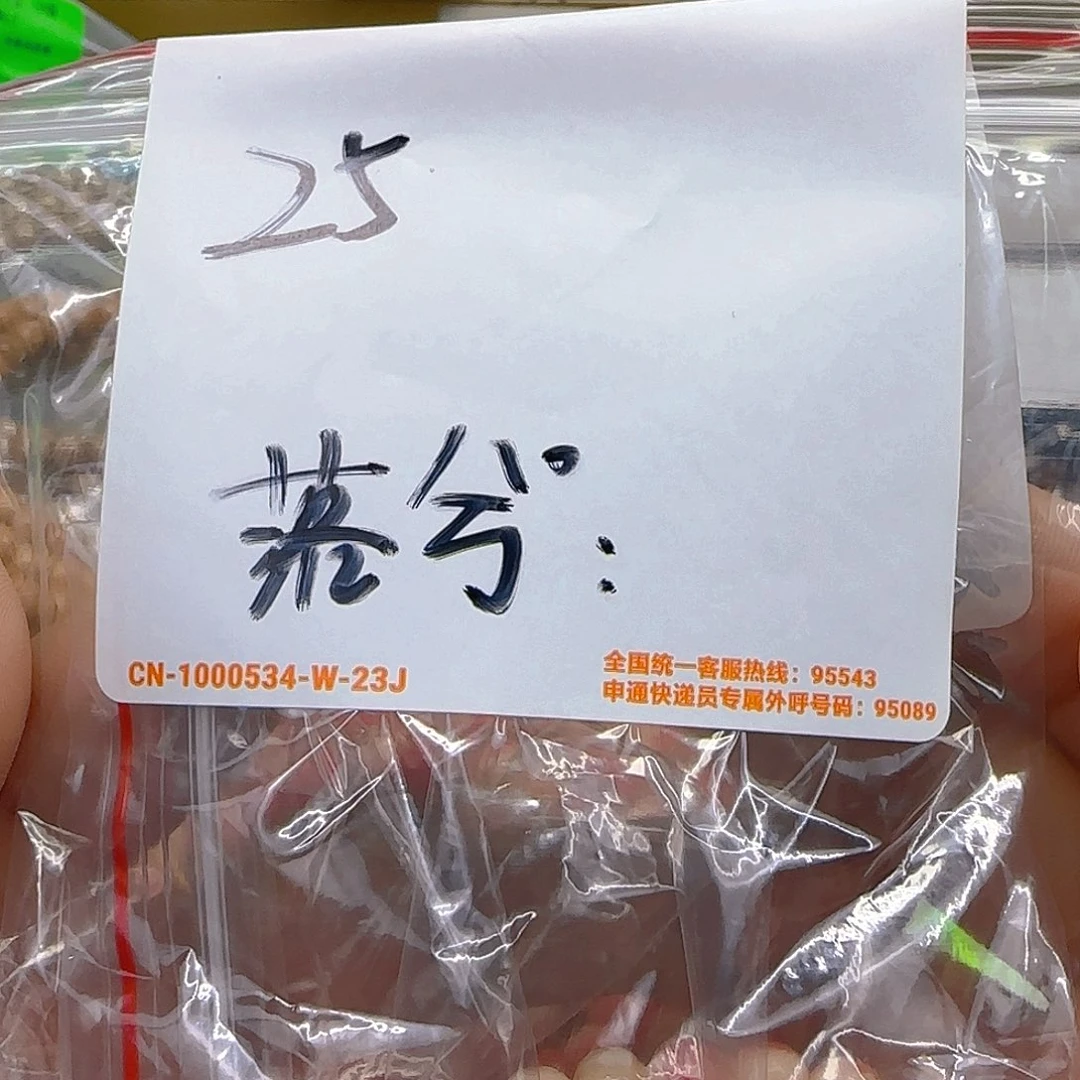 25
落兮:
CN-1000534-W-23J
全国统一客服热线：95543
申通快递员专属外呼号码：95089